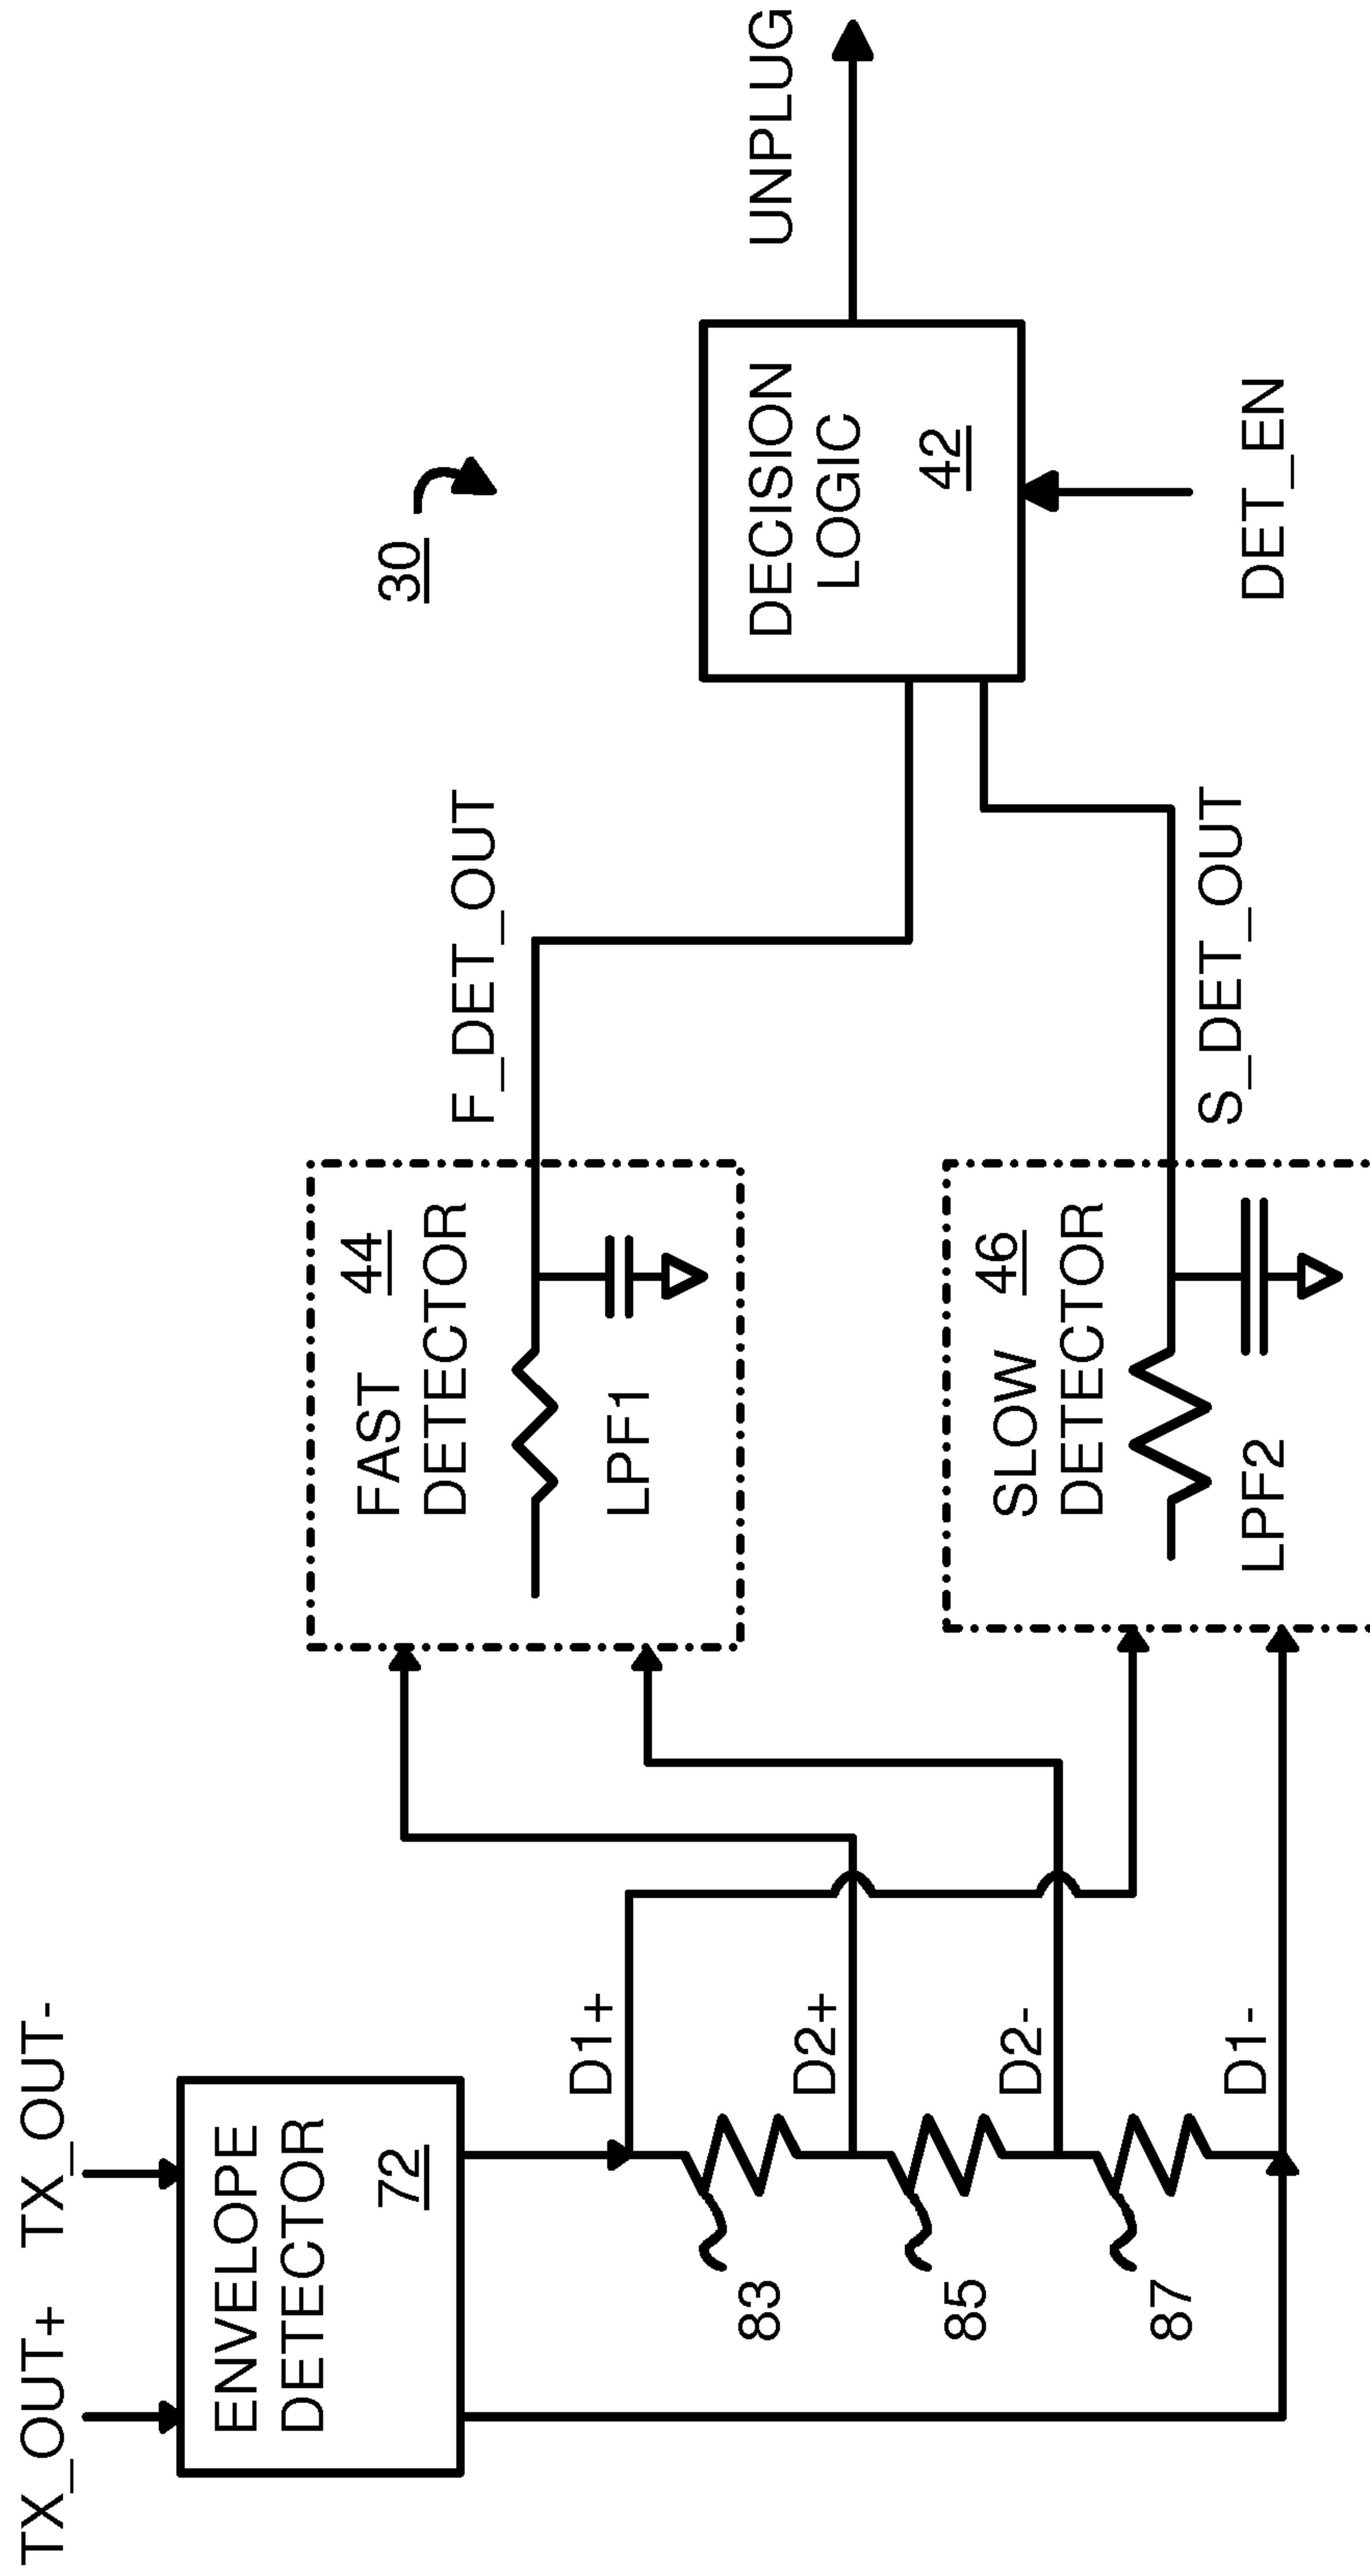 TX_OUT+ TX_OUT-
ENVELOPE
DETECTOR
72
D1+
D2+
D2-
D1-
83
85
87
FAST
DETECTOR
44
LPF1
SLOW
DETECTOR
46
LPF2
F_DET_OUT
S_DET_OUT
30
DECISION
LOGIC
42
DET_EN
UNPLUG